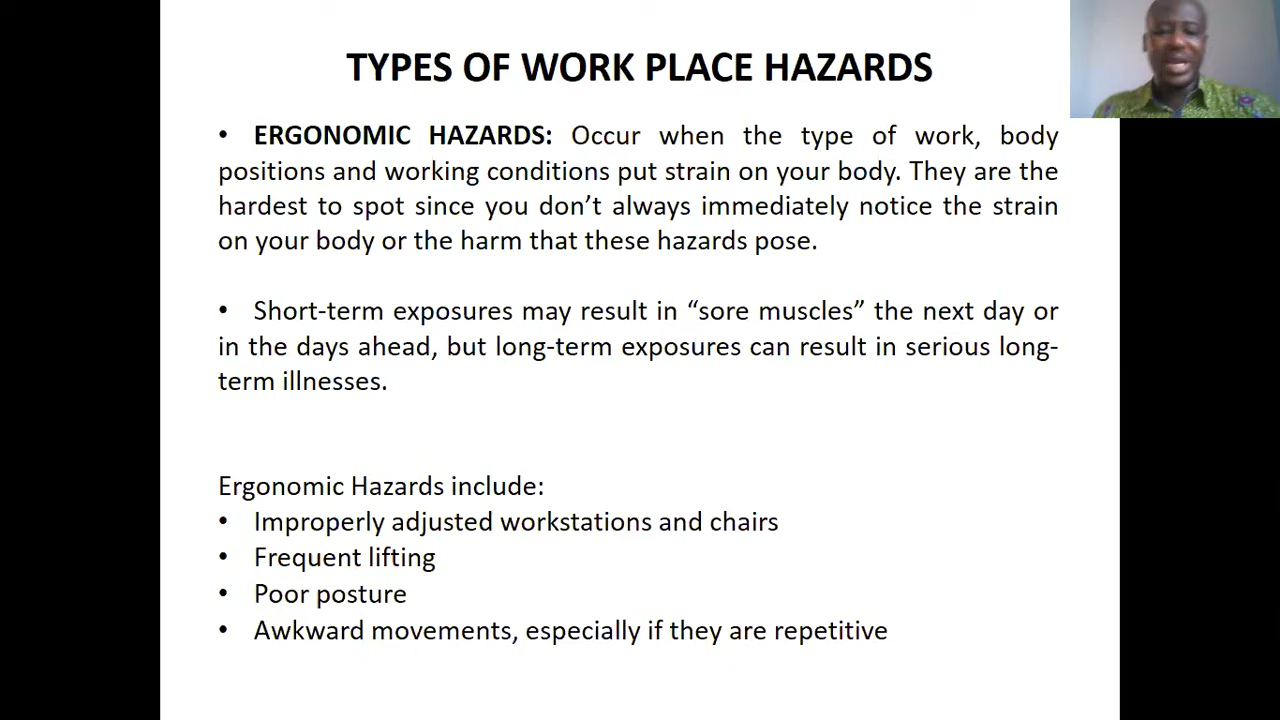 TYPES OF WORK PLACE HAZARDS
• ERGONOMIC HAZARDS: Occur when the type of work, body
positions and working conditions put strain on your body. They are the
hardest to spot since you don’t always immediately notice the strain
on your body or the harm that these hazards pose.
• Short-term exposures may result in “sore muscles” the next day or
in the days ahead, but long-term exposures can result in serious long-
term illnesses.
Ergonomic Hazards include:
• Improperly adjusted workstations and chairs
• Frequent lifting
• Poor posture
• Awkward movements, especially if they are repetitive